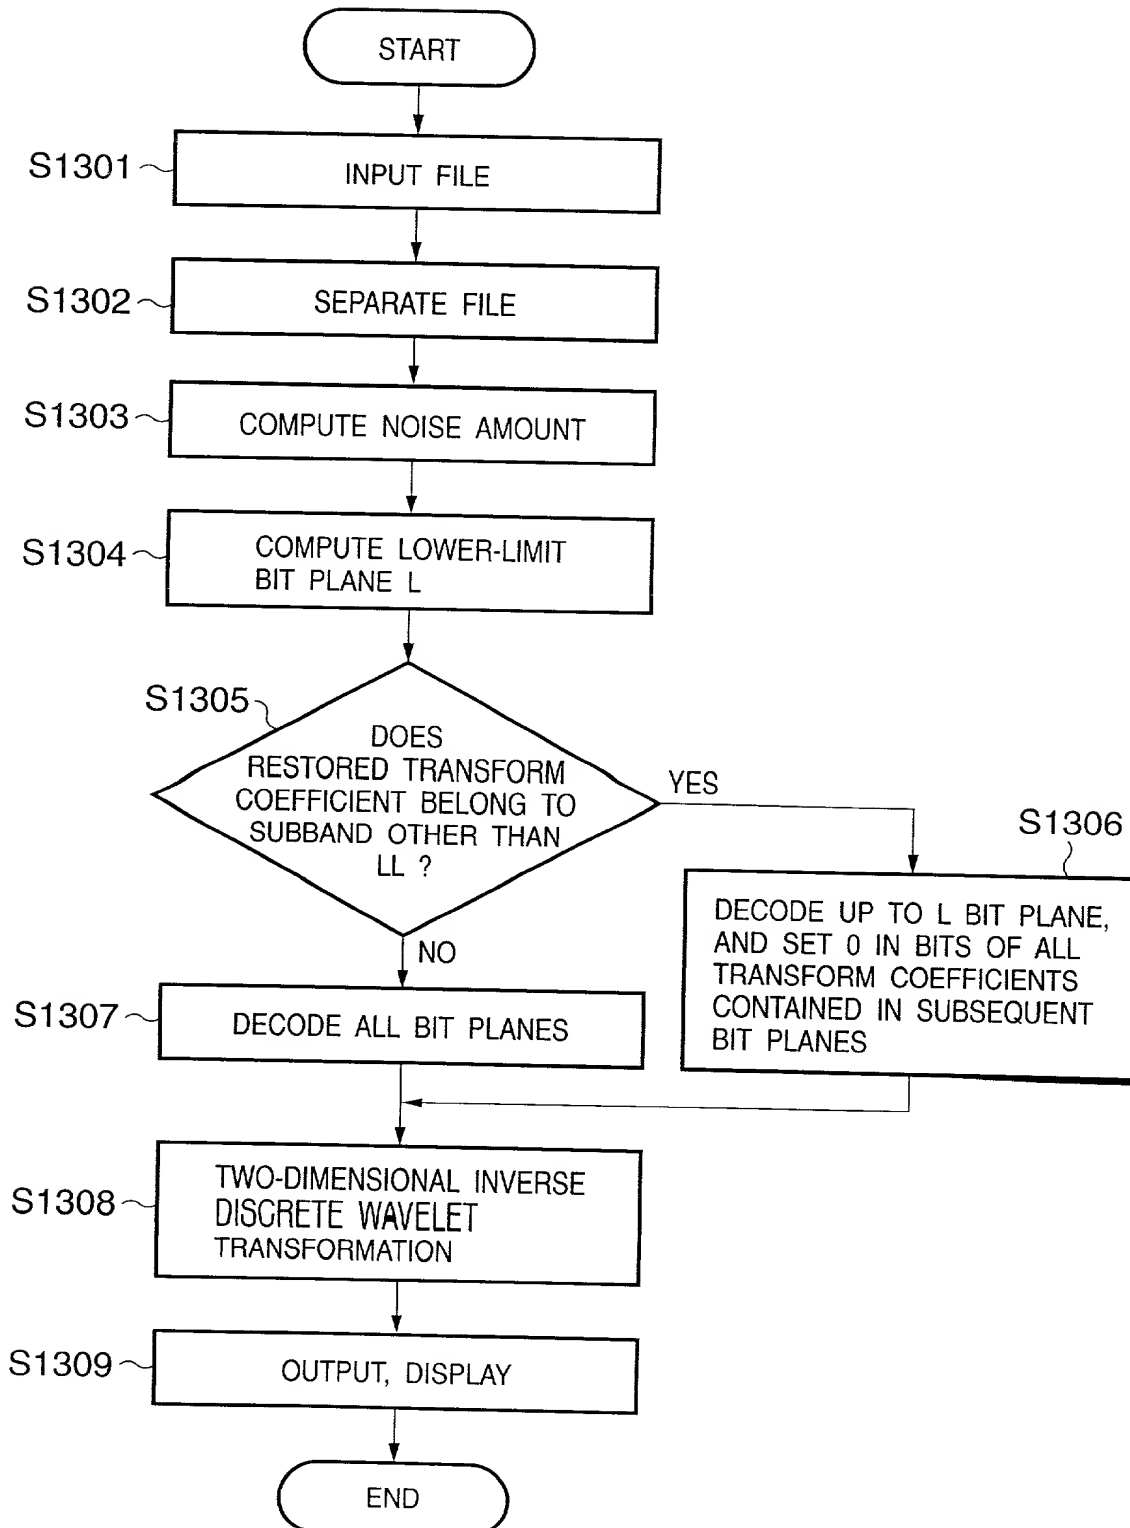 START
S1301
INPUT FILE
S1302
SEPARATE FILE
S1303
COMPUTE NOISE AMOUNT
S1304
COMPUTE LOWER-LIMIT
BIT PLANE L
S1305
DOES
RESTORED TRANSFORM
COEFFICIENT BELONG TO
SUBBAND OTHER THAN
LL ?
YES
S1306
DECODE UP TO L BIT PLANE,
AND SET 0 IN BITS OF ALL
TRANSFORM COEFFICIENTS
CONTAINED IN SUBSEQUENT
BIT PLANES
NO
S1307
DECODE ALL BIT PLANES
S1308
TWO-DIMENSIONAL INVERSE
DISCRETE WAVELET
TRANSFORMATION
S1309
OUTPUT, DISPLAY
END